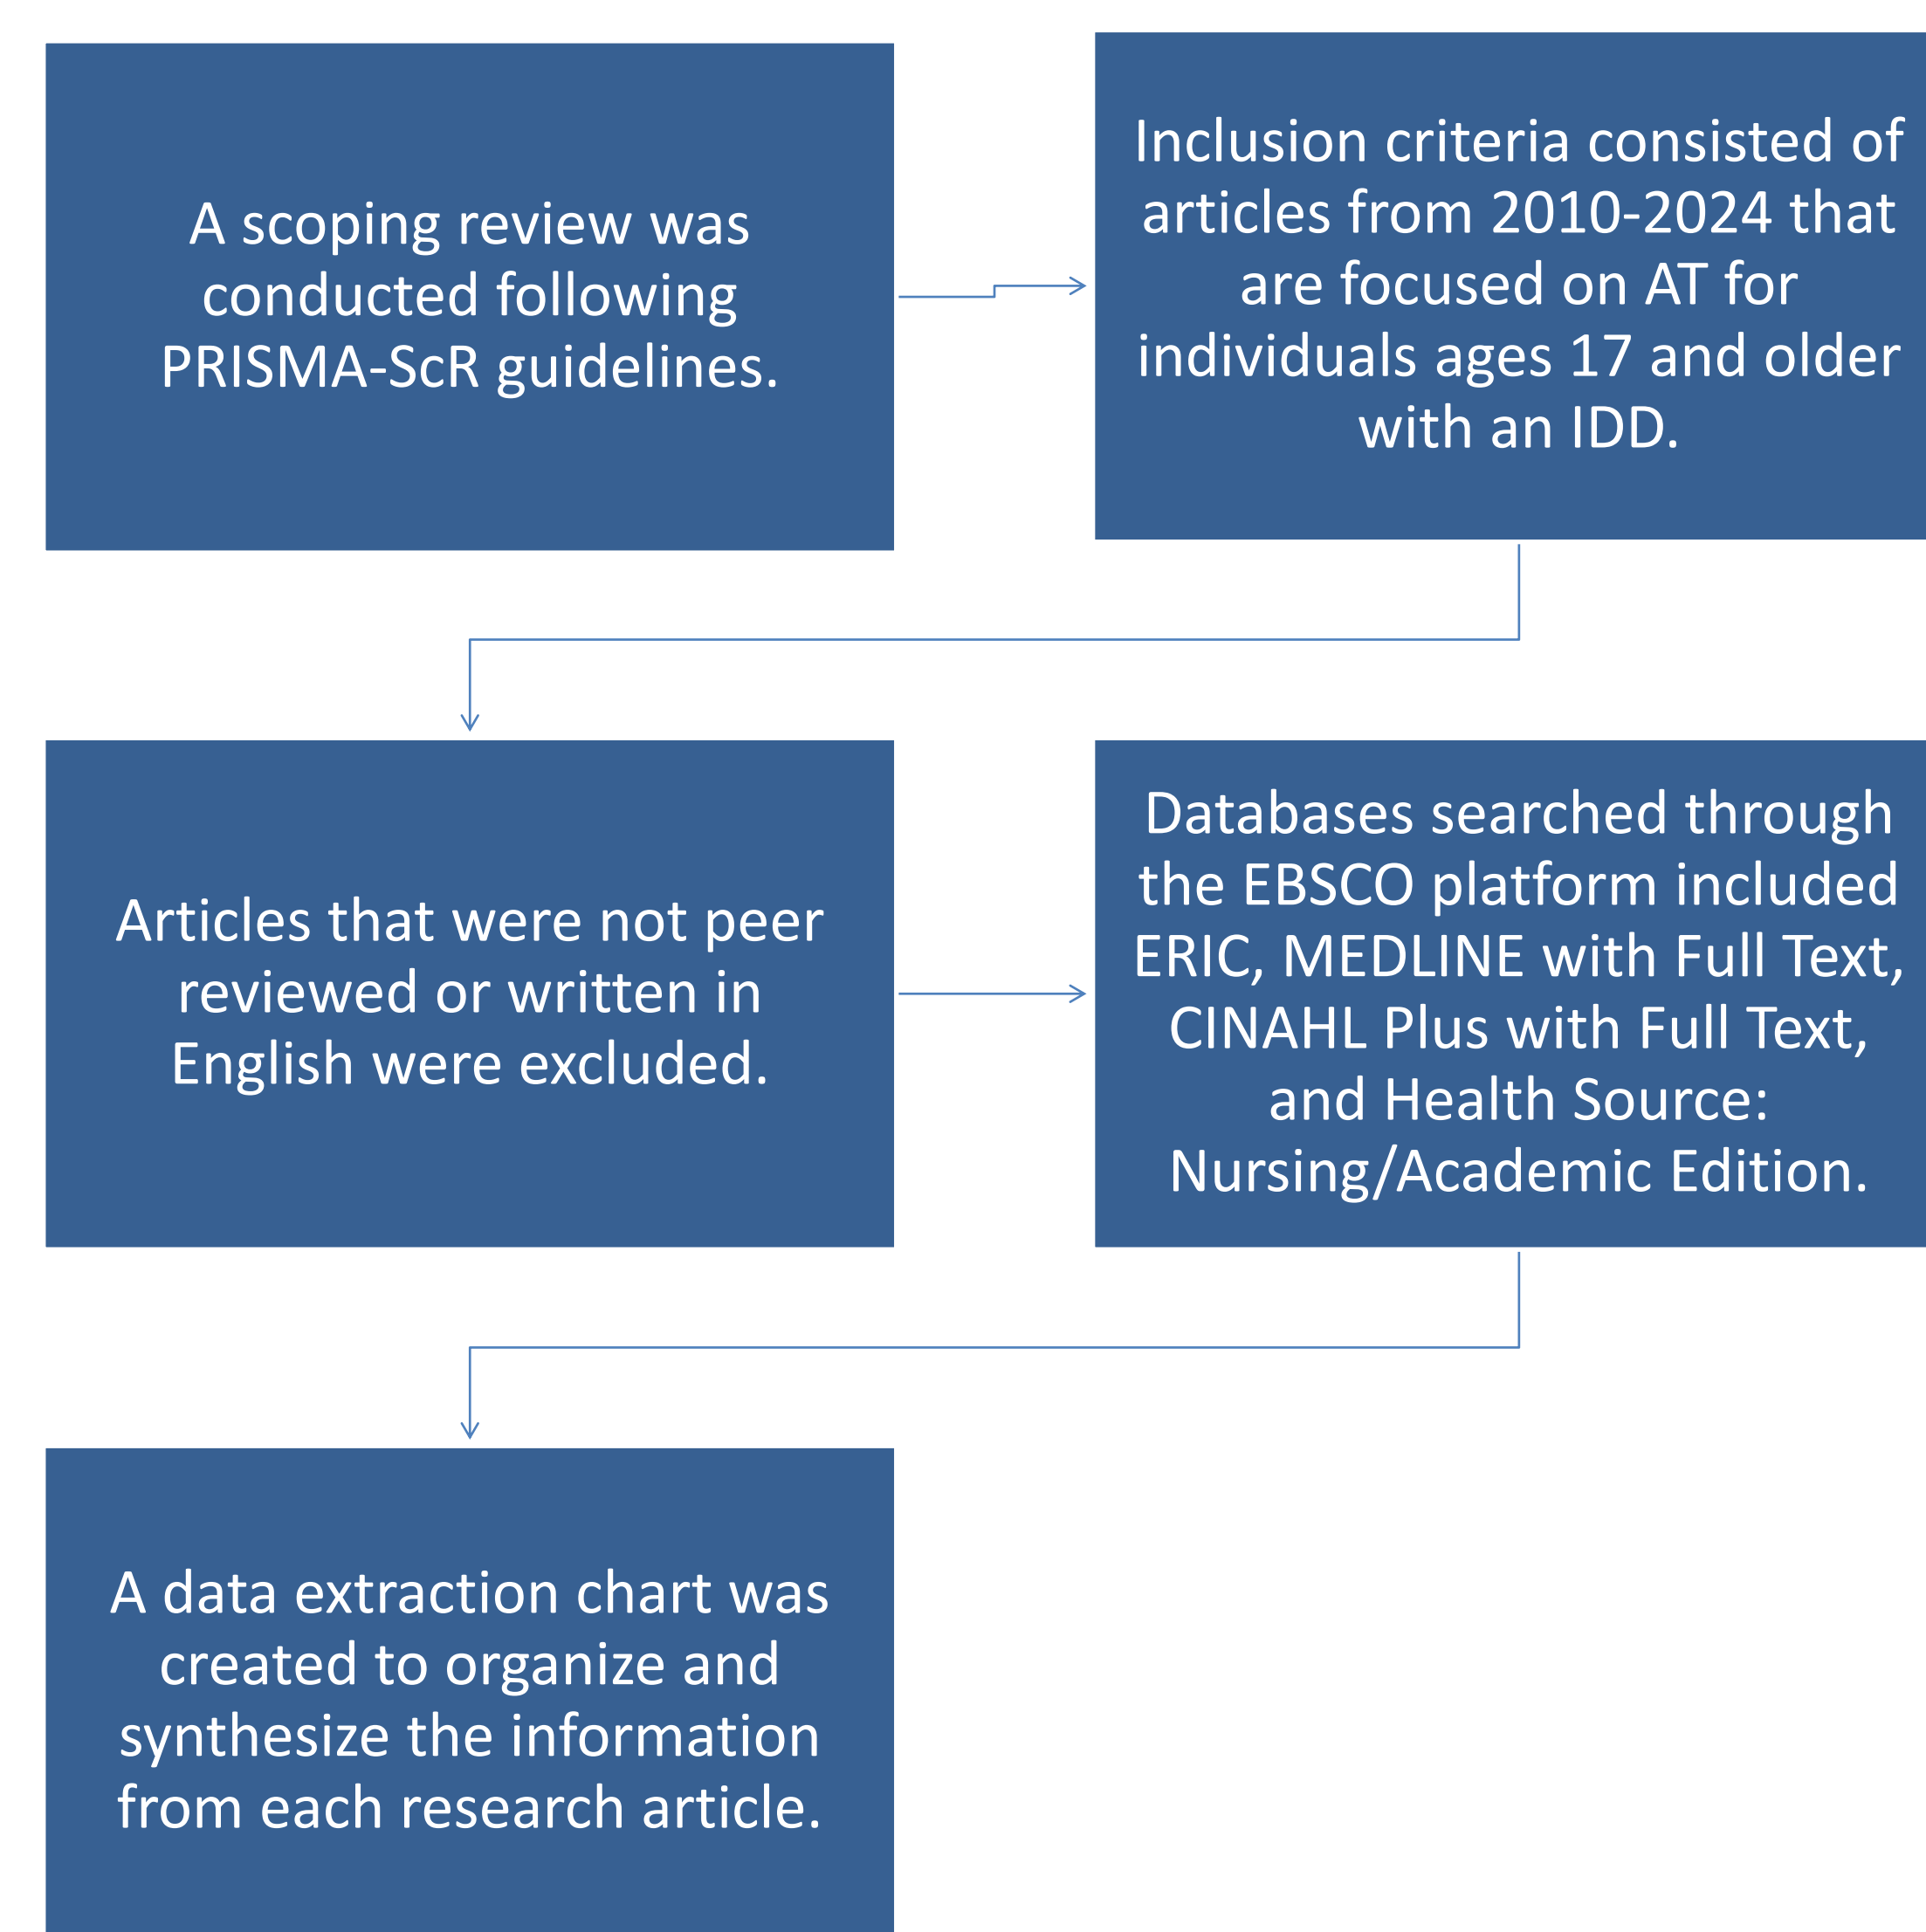 A scoping review was
conducted following
PRISMA-ScR guidelines.
Inclusion criteria consisted of
articles from 2010-2024 that
are focused on AT for
individuals ages 17 and older
with an IDD.
Articles that were not peer
reviewed or written in
English were excluded.
Databases searched through
the EBSCO platform included
ERIC, MEDLINE with Full Text,
CINAHL Plus with Full Text,
and Health Source:
Nursing/Academic Edition.
A data extraction chart was
created to organize and
synthesize the information
from each research article.